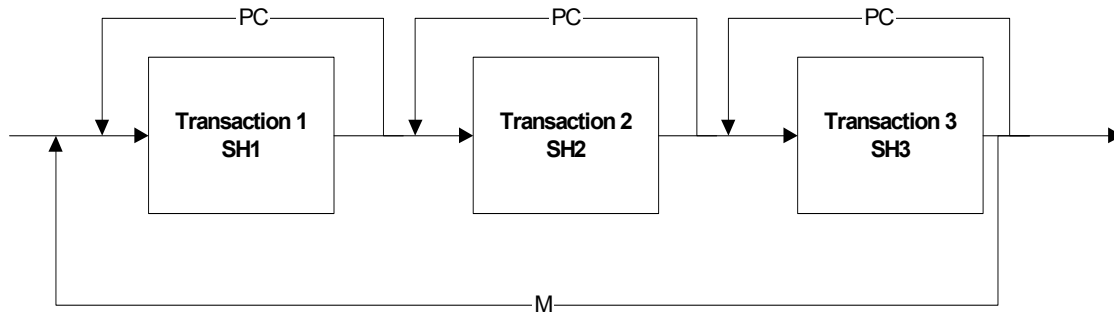 PC
PC
PC
Transaction 1
SH1
Transaction 2
SH2
Transaction 3
SH3
M